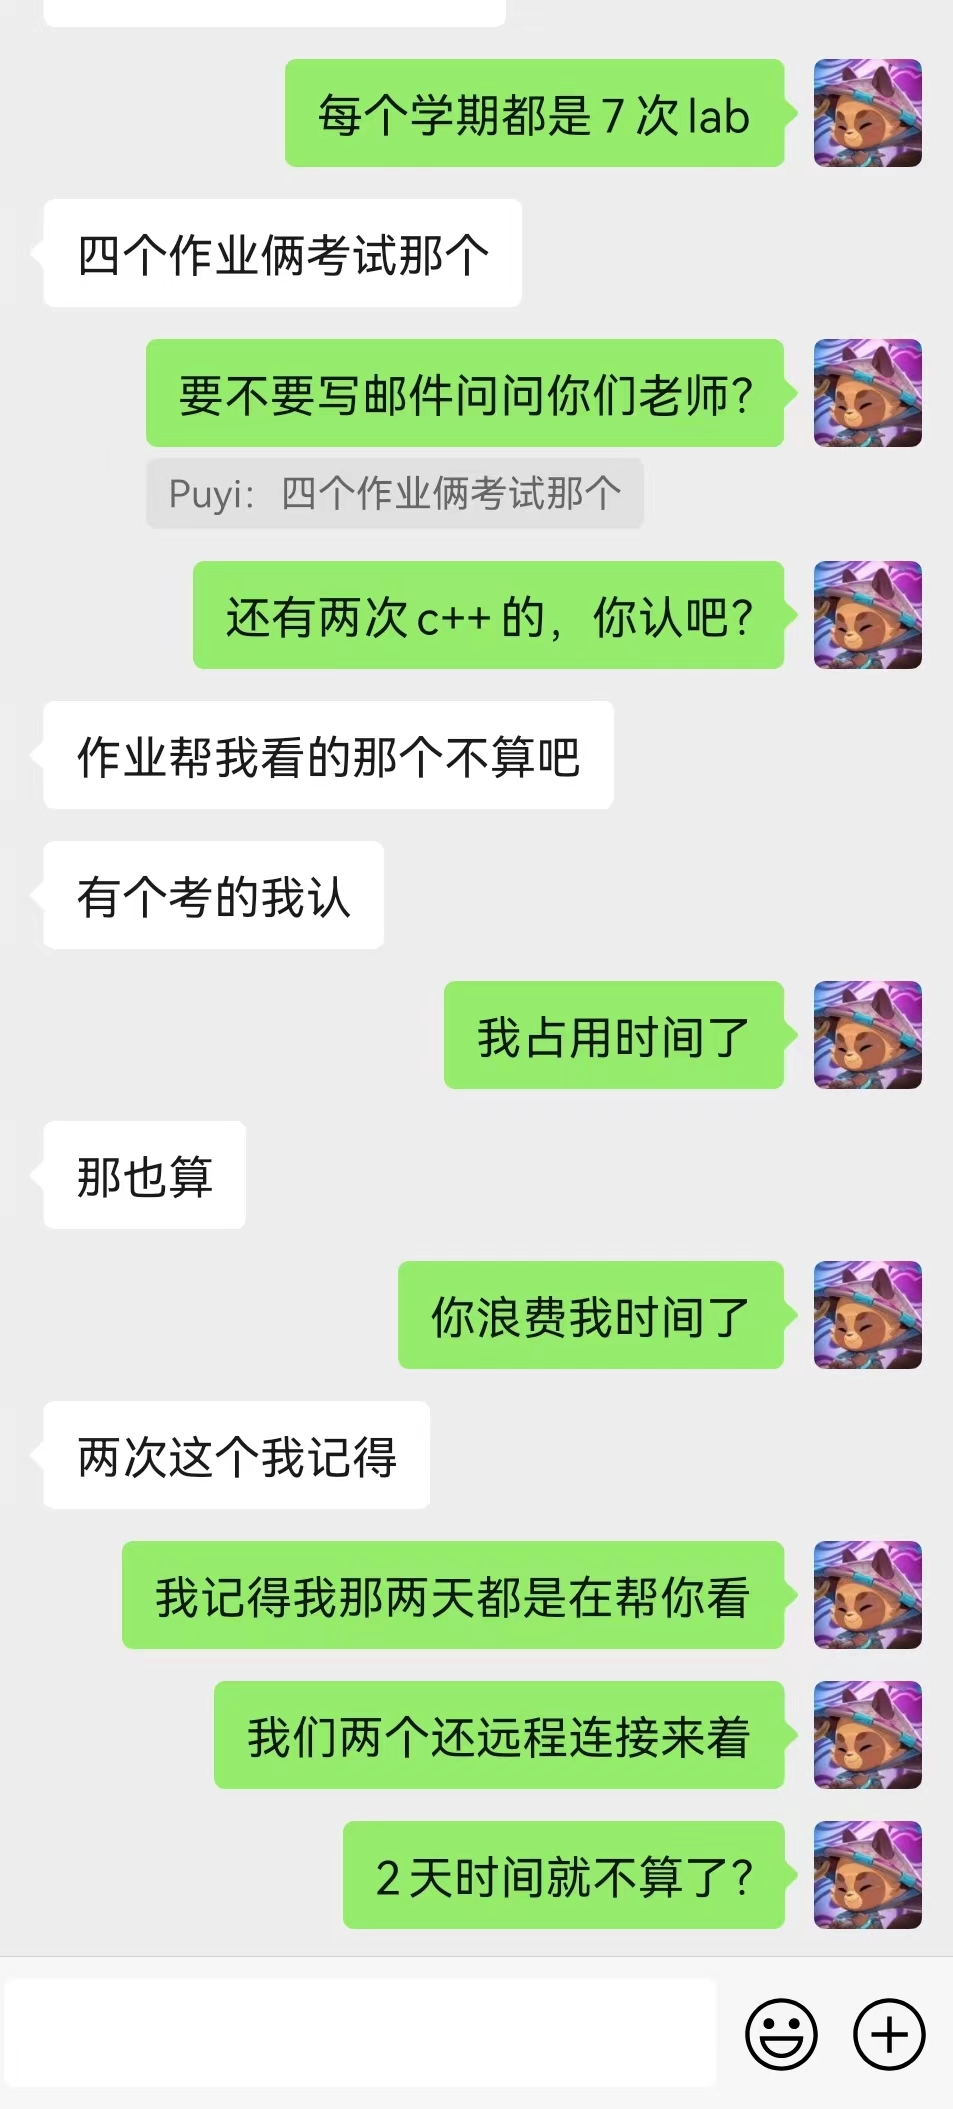 每个学期都是7次lab
四个作业俩考试那个
要不要写邮件问问你们老师?
Puyi：四个作业俩考试那个
还有两次c++的，你认吧?
作业帮我看的那个不算吧
有个考的我认
我占用时间了
那也算
你浪费我时间了
两次这个我记得
我记得我那两天都是在帮你看
我们两个还远程连接来着
2天时间就不算了?